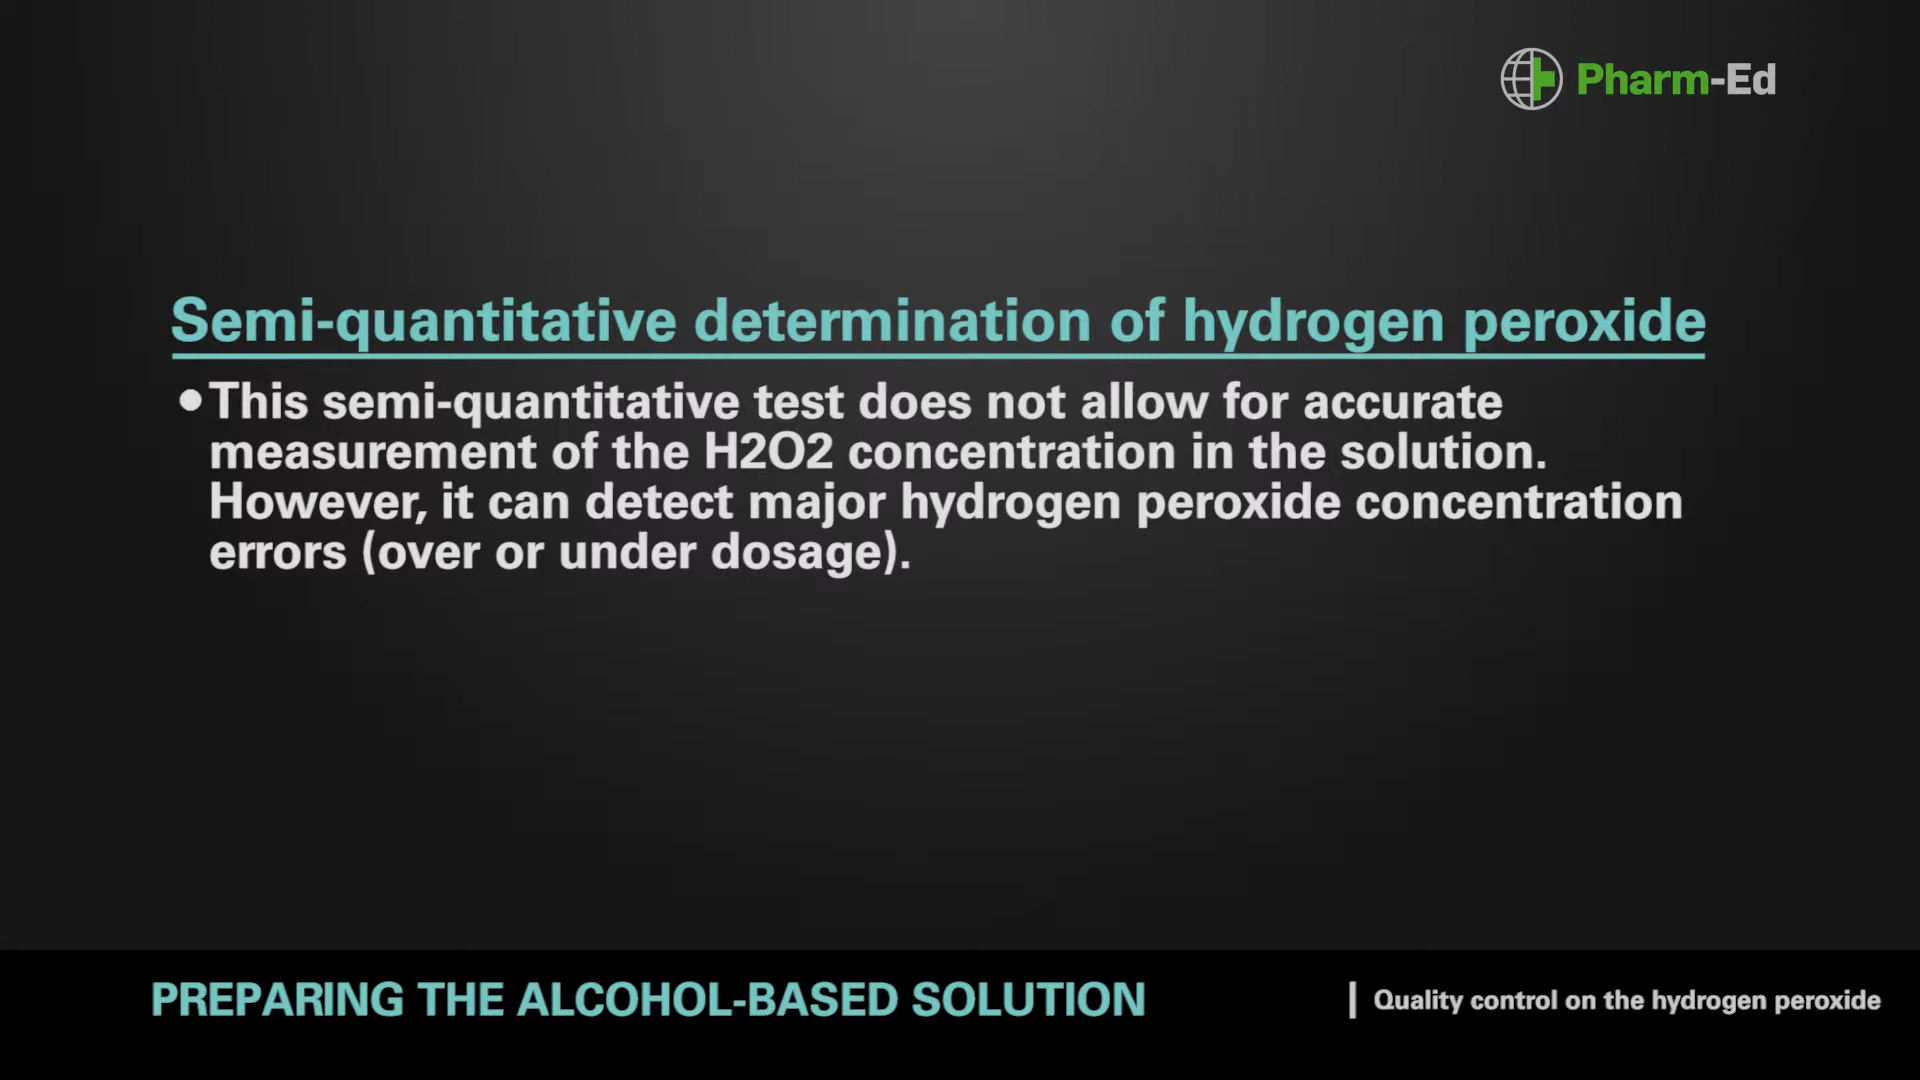 Pharm-Ed
Semi-quantitative determination of hydrogen peroxide
•This semi-quantitative test does not allow for accurate
measurement of the H2O2 concentration in the solution.
However, it can detect major hydrogen peroxide concentration
errors (over or under dosage).
PREPARING THE ALCOHOL-BASED SOLUTION
| Quality control on the hydrogen peroxide